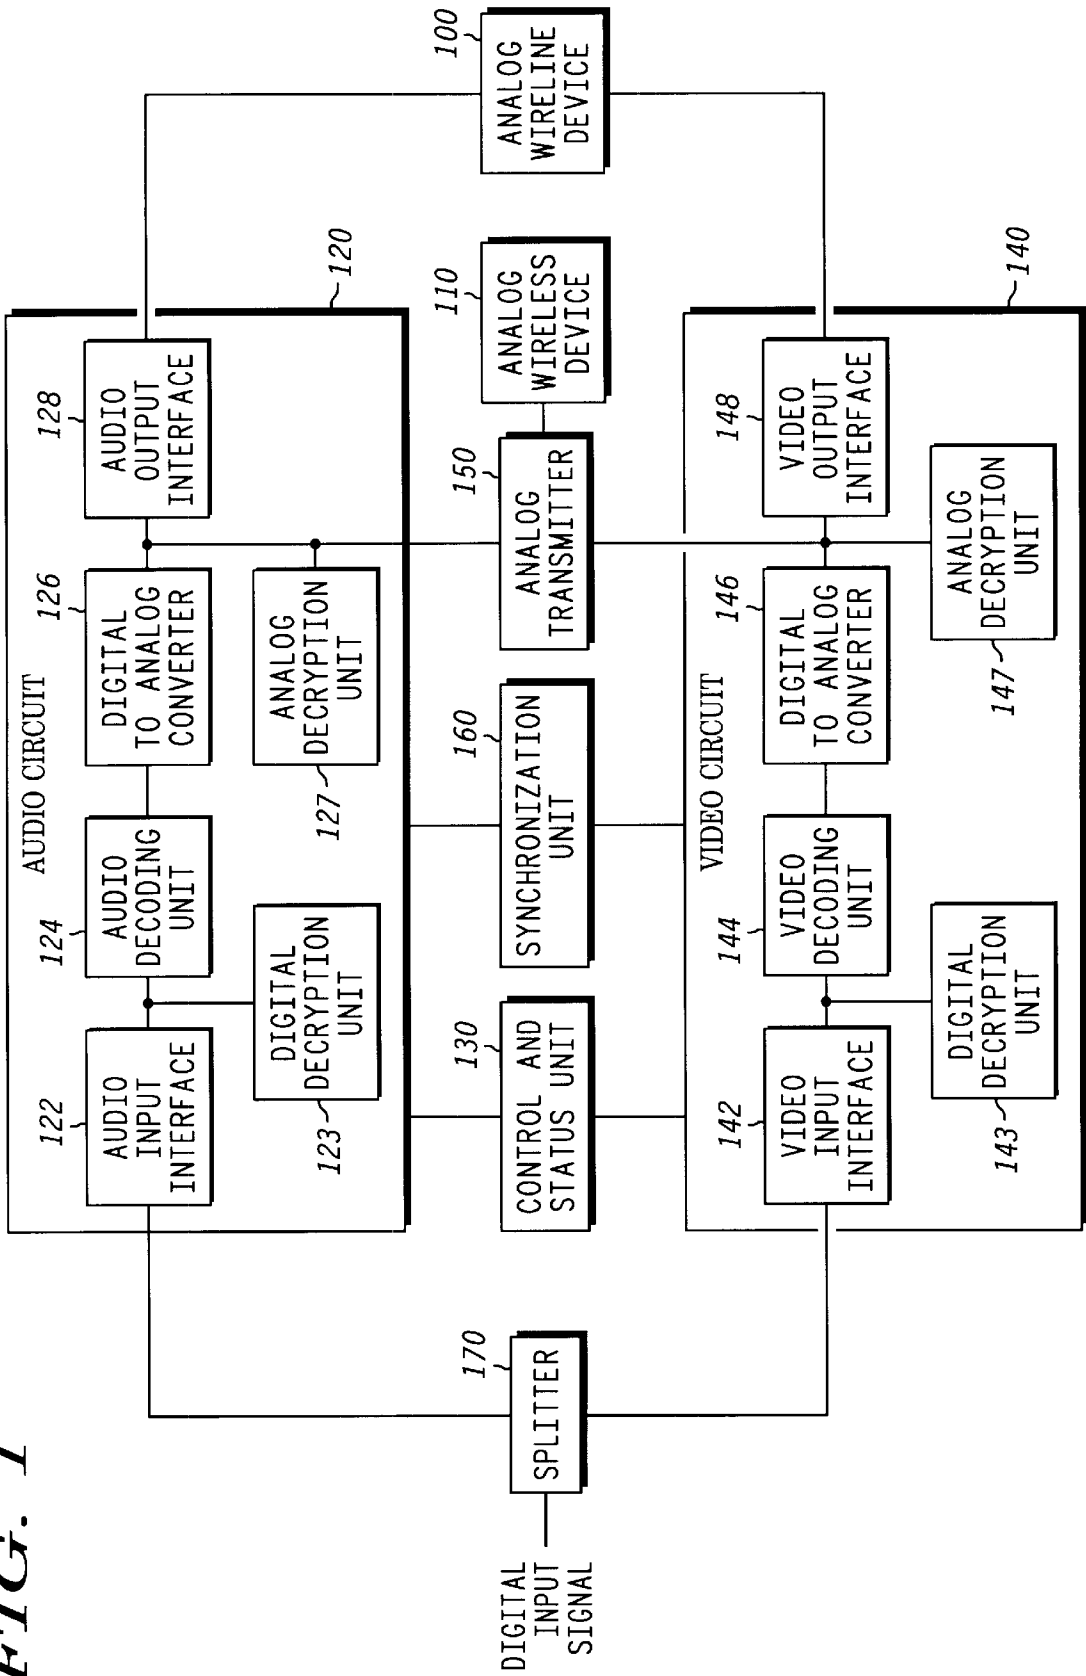 FIG. 1
AUDIO CIRCUIT
120
122
AUDIO
INPUT
INTERFACE
123
DIGITAL
DECRYPTION
UNIT
124
AUDIO
DECODING
UNIT
126
DIGITAL
TO ANALOG
CONVERTER
127
ANALOG
DECRYPTION
UNIT
128
AUDIO
OUTPUT
INTERFACE
DIGITAL
INPUT
SIGNAL
170
SPLITTER
130
CONTROL AND
STATUS UNIT
160
SYNCHRONIZATION
UNIT
150
ANALOG
TRANSMITTER
110
ANALOG
WIRELESS
DEVICE
100
ANALOG
WIRELINE
DEVICE
VIDEO CIRCUIT
140
142
VIDEO
INPUT
INTERFACE
143
DIGITAL
DECRYPTION
UNIT
144
VIDEO
DECODING
UNIT
146
DIGITAL
TO ANALOG
CONVERTER
147
ANALOG
DECRYPTION
UNIT
148
VIDEO
OUTPUT
INTERFACE